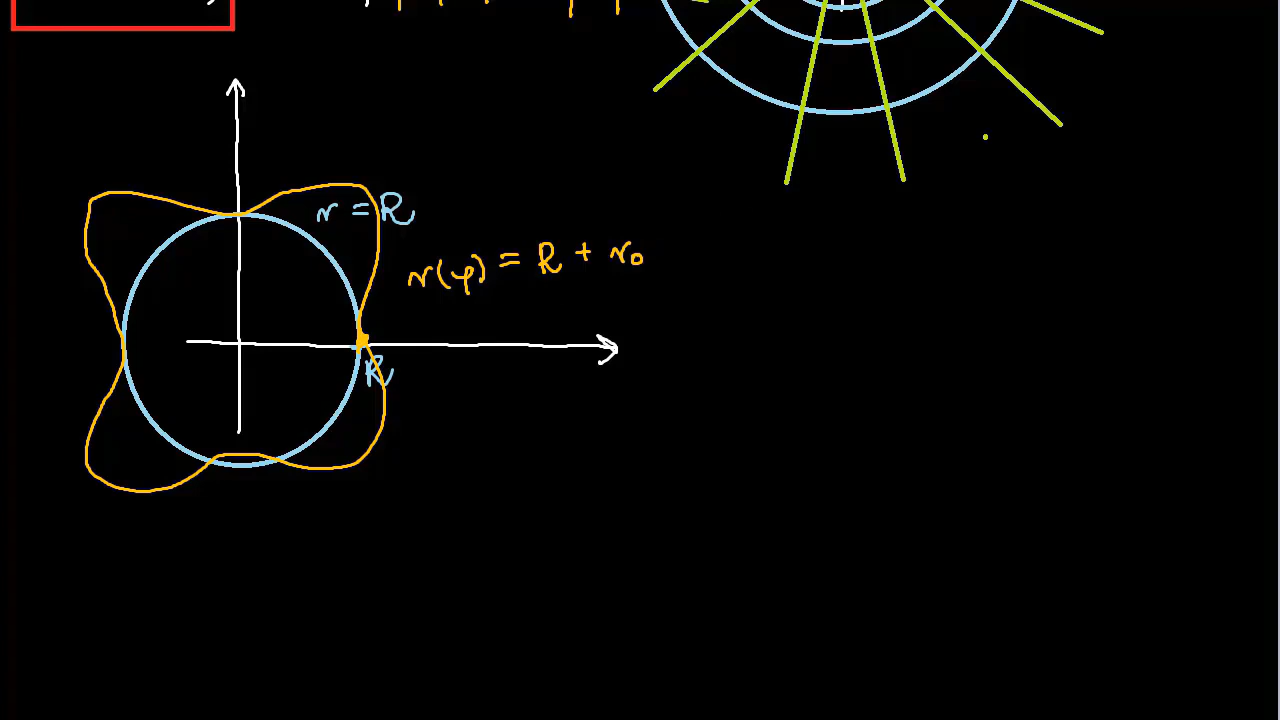 r = R
r(φ) = R + r₀
R